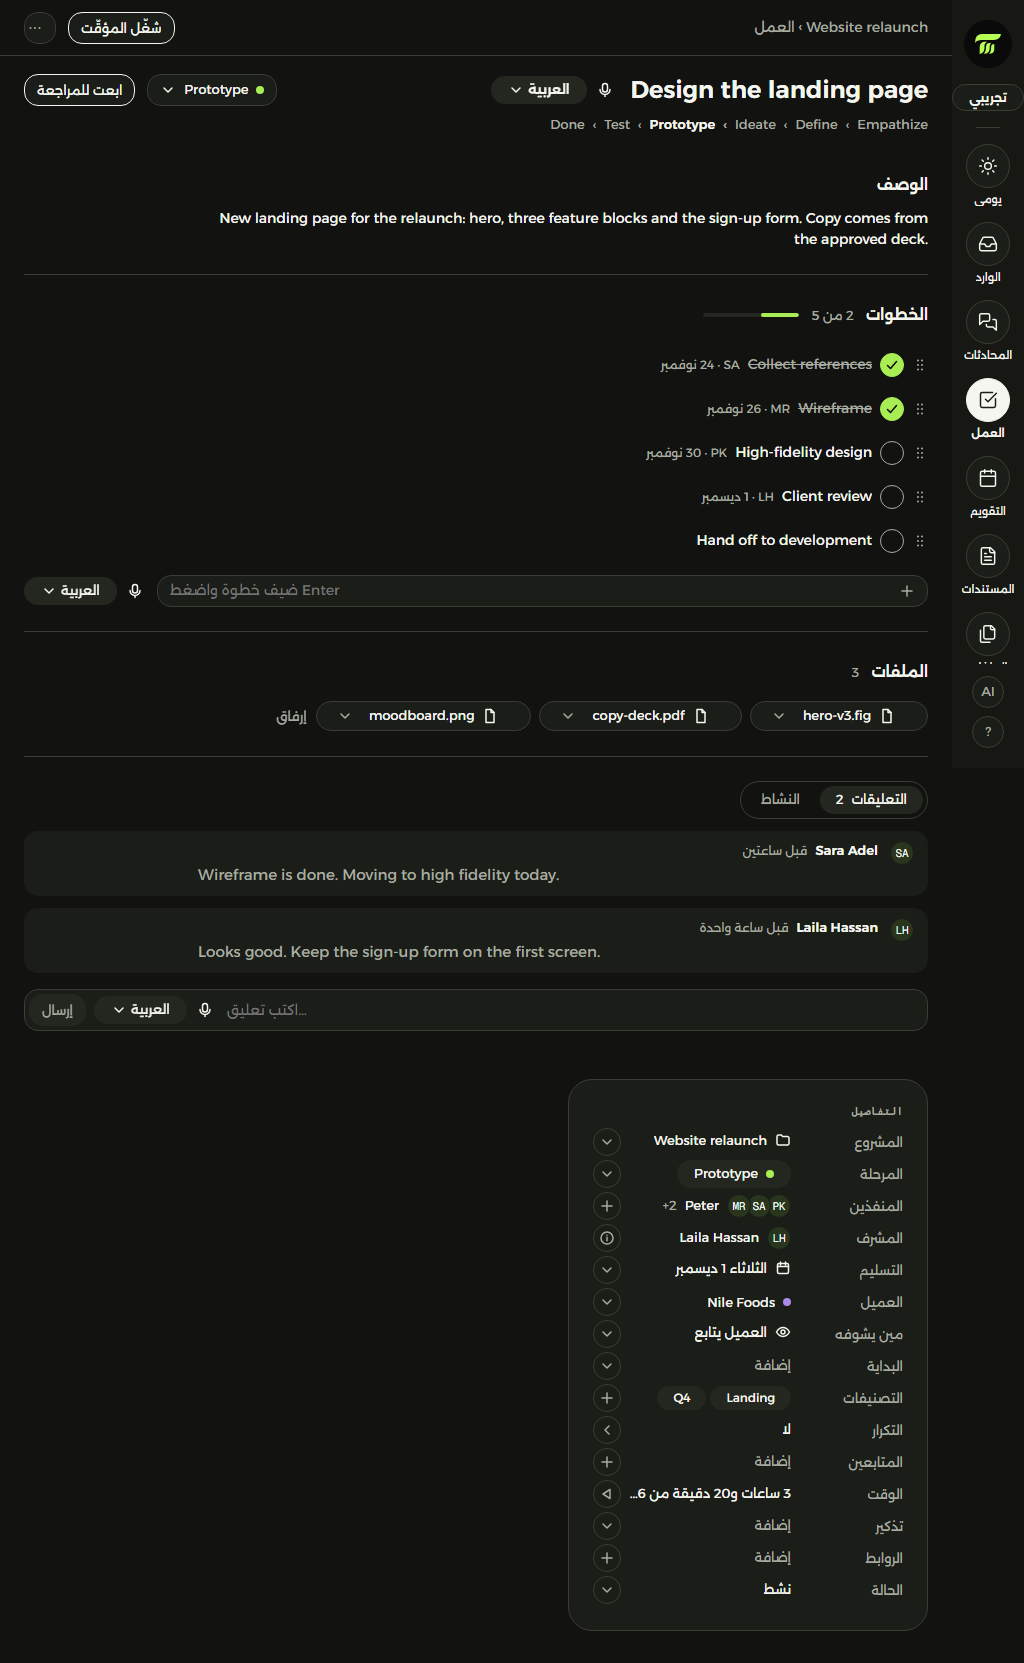 Website relaunch › العمل
شغّل المؤقّت
...
تجريبي
يومي
الوارد
المحادثات
العمل
التقويم
المستندات
AI
?
Design the landing page
العربية
Prototype
ابعت للمراجعة
Empathize ‹ Define ‹ Ideate ‹ Prototype ‹ Test ‹ Done
الوصف
New landing page for the relaunch: hero, three feature blocks and the sign-up form. Copy comes from
the approved deck.
الخطوات 2 من 5
Collect references SA · 24 نوفمبر
Wireframe MR · 26 نوفمبر
High-fidelity design PK · 30 نوفمبر
Client review LH · 1 ديسمبر
Hand off to development
ضيف خطوة واضغط Enter
العربية
الملفات 3
hero-v3.fig
copy-deck.pdf
moodboard.png
إرفاق
التعليقات 2
النشاط
SA Sara Adel قبل ساعتين
Wireframe is done. Moving to high fidelity today.
LH Laila Hassan قبل ساعة واحدة
Looks good. Keep the sign-up form on the first screen.
اكتب تعليق...
العربية
إرسال
التفاصيل
المشروع Website relaunch
المرحلة Prototype
المنفذين PK SA MR Peter +2
المشرف LH Laila Hassan
التسليم الثلاثاء 1 ديسمبر
العميل Nile Foods
مين يشوفه العميل يتابع
البداية إضافة
التصنيفات Landing Q4
التكرار لا
المتابعين إضافة
الوقت 3 ساعات و20 دقيقة من 6...
تذكير إضافة
الروابط إضافة
الحالة نشط